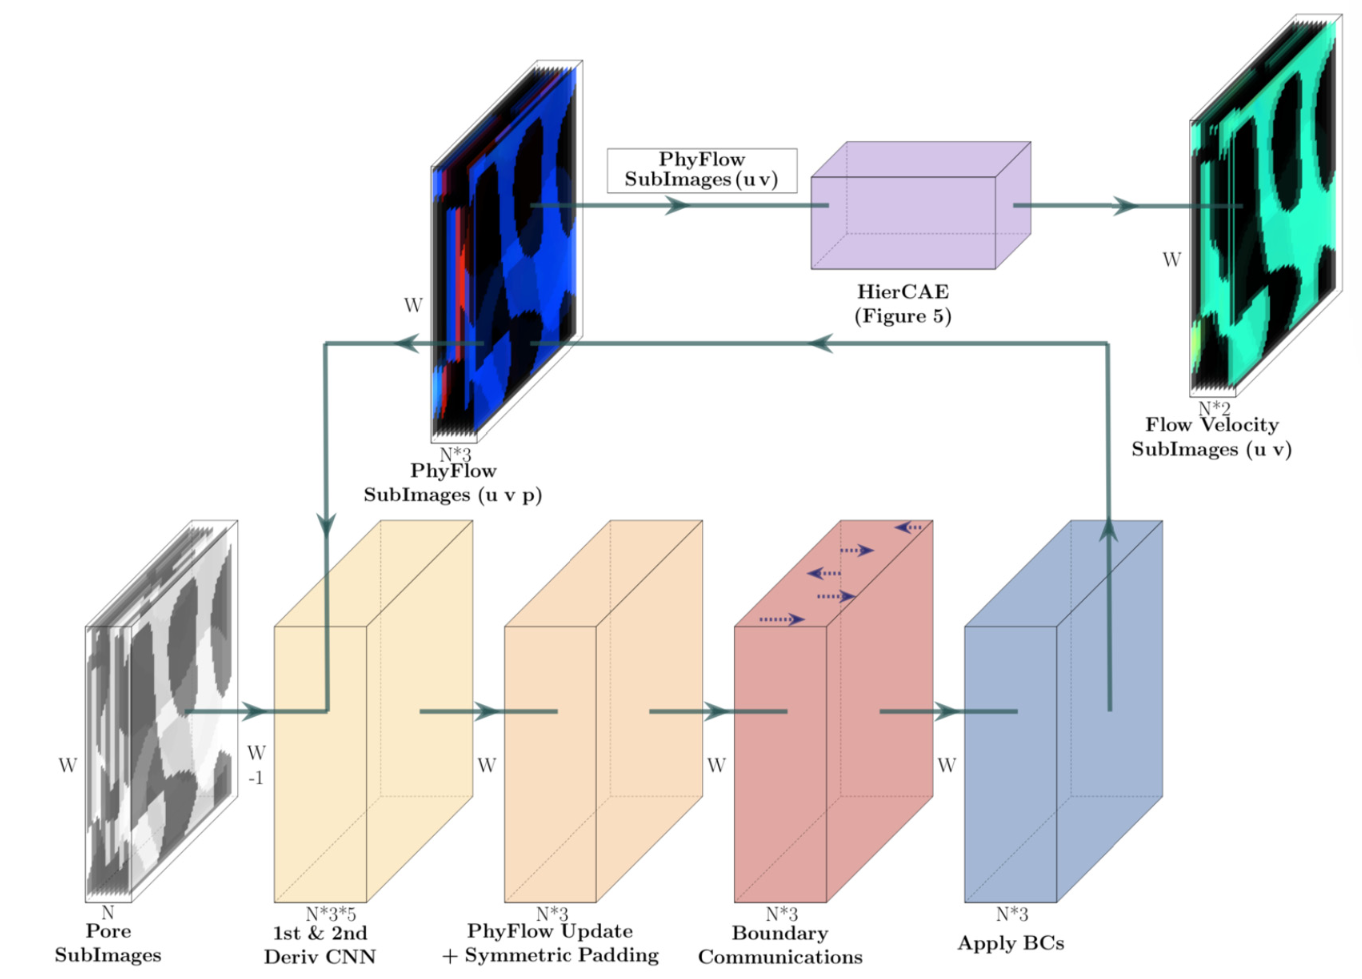 PhyFlow
SubImages (u v)
W
HierCAE
(Figure 5)
W
N*2
Flow Velocity
SubImages (u v)
N*3
PhyFlow
SubImages (u v p)
W
N
Pore
SubImages
W
-1
N*3*5
1st & 2nd
Deriv CNN
W
N*3
PhyFlow Update
+ Symmetric Padding
W
N*3
Boundary
Communications
W
N*3
Apply BCs